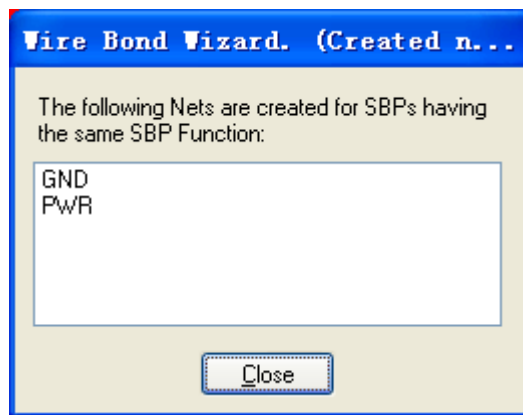 Wire Bond Wizard. (Created n...
The following Nets are created for SBPs having
the same SBP Function:
GND
PWR
Close